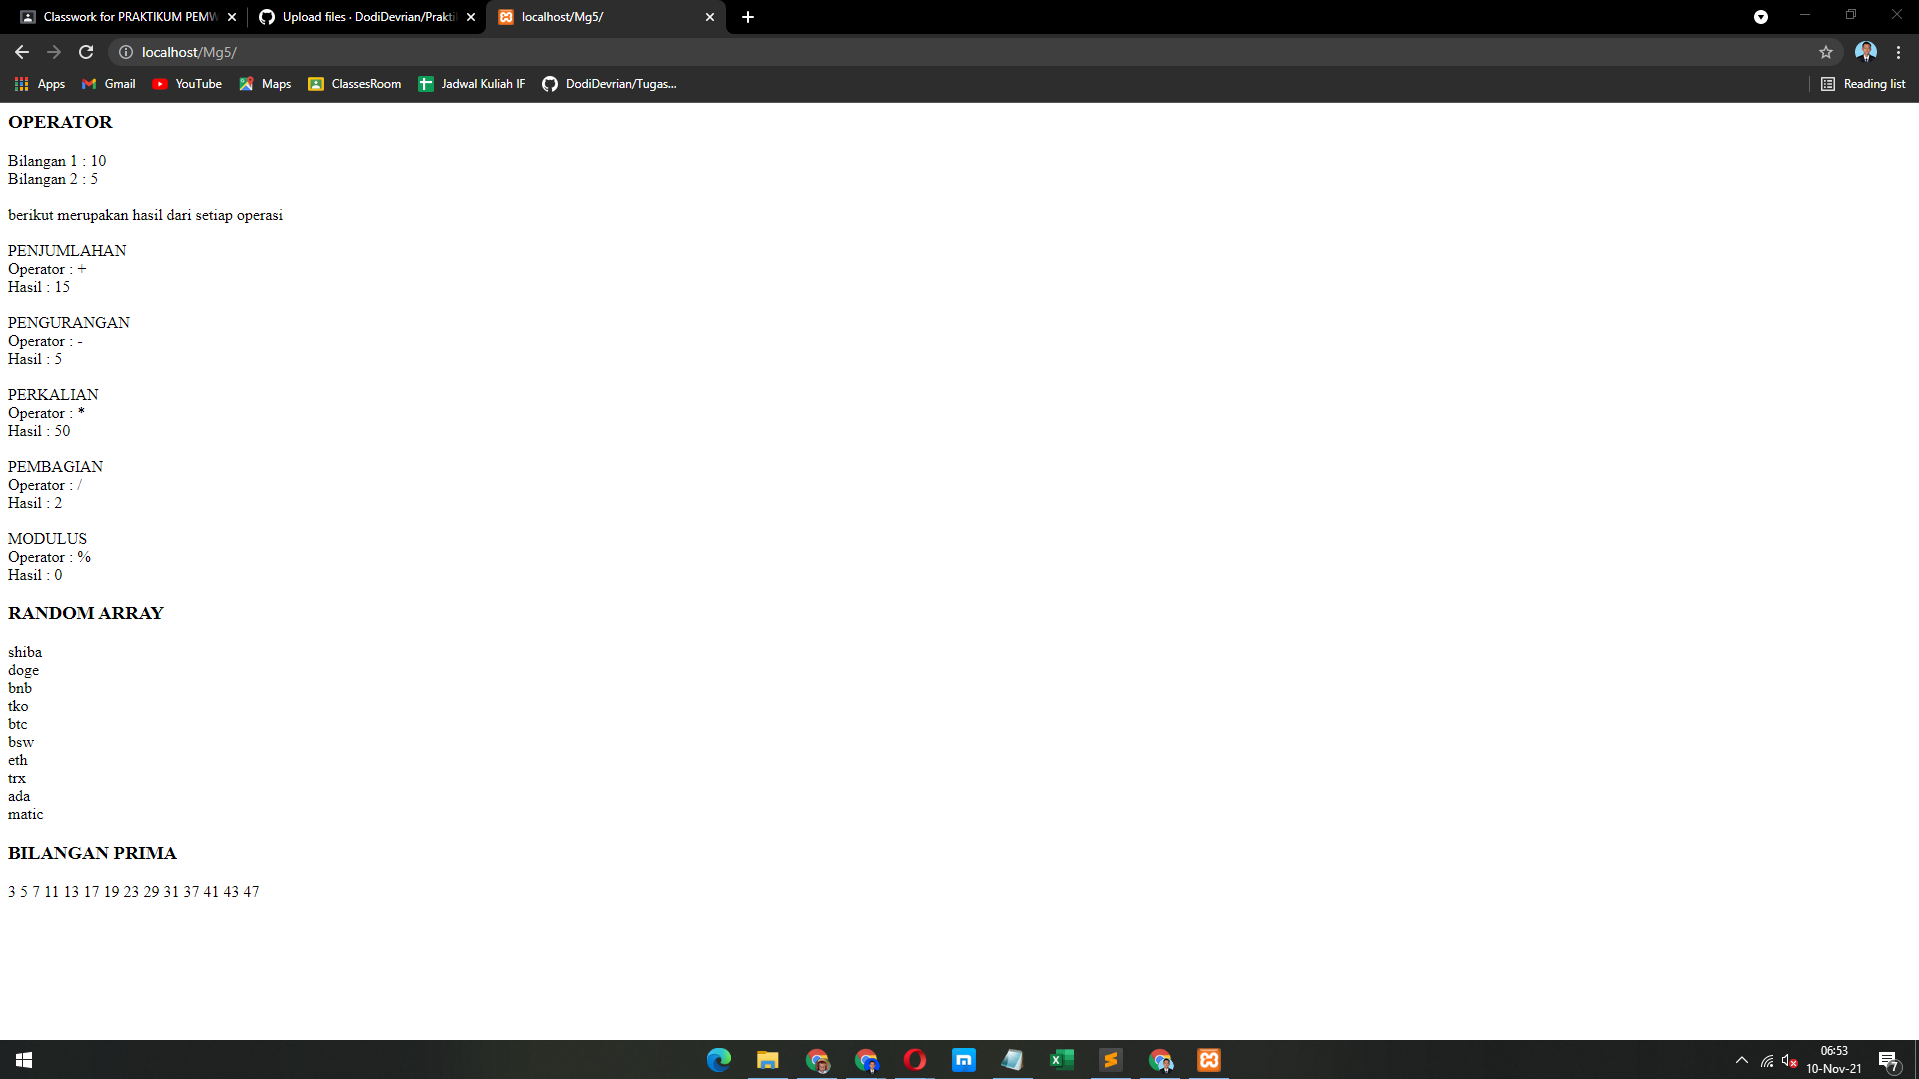 Classwork for PRAKTIKUM PEMW
Upload files · DodiDevrian/Prakti
localhost/Mg5/
localhost/Mg5/
Apps
Gmail
YouTube
Maps
ClassesRoom
Jadwal Kuliah IF
DodiDevrian/Tugas...
Reading list
OPERATOR
Bilangan 1 : 10
Bilangan 2 : 5
berikut merupakan hasil dari setiap operasi
PENJUMLAHAN
Operator : +
Hasil : 15
PENGURANGAN
Operator : -
Hasil : 5
PERKALIAN
Operator : *
Hasil : 50
PEMBAGIAN
Operator : /
Hasil : 2
MODULUS
Operator : %
Hasil : 0
RANDOM ARRAY
shiba
doge
bnb
tko
btc
bsw
eth
trx
ada
matic
BILANGAN PRIMA
3 5 7 11 13 17 19 23 29 31 37 41 43 47
06:53
10-Nov-21
7